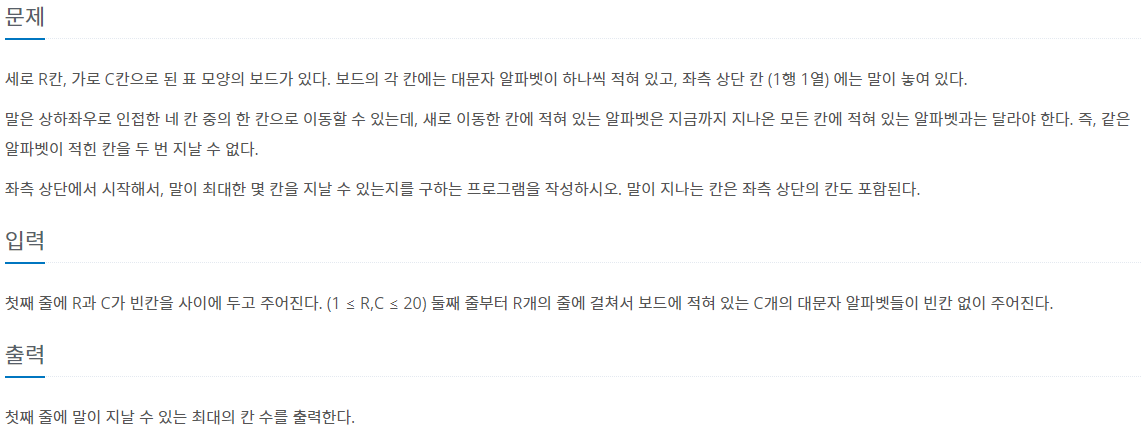 문제
세로 R칸, 가로 C칸으로 된 표 모양의 보드가 있다. 보드의 각 칸에는 대문자 알파벳이 하나씩 적혀 있고, 좌측 상단 칸 (1행 1열) 에는 말이 놓여 있다.
말은 상하좌우로 인접한 네 칸 중의 한 칸으로 이동할 수 있는데, 새로 이동한 칸에 적혀 있는 알파벳은 지금까지 지나온 모든 칸에 적혀 있는 알파벳과는 달라야 한다. 즉, 같은
알파벳이 적힌 칸을 두 번 지날 수 없다.
좌측 상단에서 시작해서, 말이 최대한 몇 칸을 지날 수 있는지를 구하는 프로그램을 작성하시오. 말이 지나는 칸은 좌측 상단의 칸도 포함된다.
입력
첫째 줄에 R과 C가 빈칸을 사이에 두고 주어진다. (1 ≤ R,C ≤ 20) 둘째 줄부터 R개의 줄에 걸쳐서 보드에 적혀 있는 C개의 대문자 알파벳들이 빈칸 없이 주어진다.
출력
첫째 줄에 말이 지날 수 있는 최대의 칸 수를 출력한다.